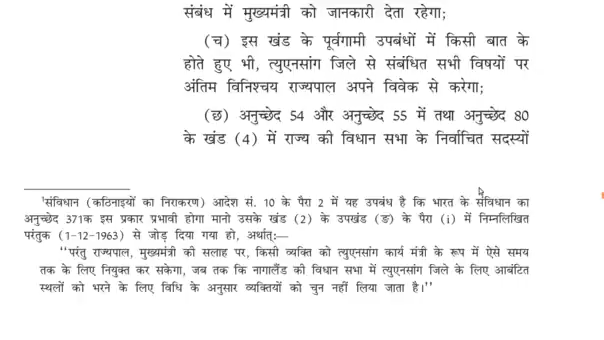 संबंध में मुख्यमंत्री को जानकारी देता रहेगा;
(च) इस खंड के पूर्वगामी उपबंधों में किसी बात के
होते हुए भी, त्युएनसांग जिले से संबंधित सभी विषयों पर
अंतिम विनिश्चय राज्यपाल अपने विवेक से करेगा;
(छ) अनुच्छेद 54 और अनुच्छेद 55 में तथा अनुच्छेद 80
के खंड (4) में राज्य की विधान सभा के निर्वाचित सदस्यों
¹संविधान (कठिनाइयों का निराकरण) आदेश सं. 10 के पैरा 2 में यह उपबंध है कि भारत के संविधान का
अनुच्छेद 371क इस प्रकार प्रभावी होगा मानो उसके खंड (2) के उपखंड (ङ) के पैरा (i) में निम्नलिखित
परंतुक (1-12-1963) से जोड़ दिया गया हो, अर्थात्:—
‘‘परंतु राज्यपाल, मुख्यमंत्री की सलाह पर, किसी व्यक्ति को त्युएनसांग कार्य मंत्री के रूप में ऐसे समय
तक के लिए नियुक्त कर सकेगा, जब तक कि नागालैंड की विधान सभा में त्युएनसांग जिले के लिए आबंटित
स्थलों को भरने के लिए विधि के अनुसार व्यक्तियों को चुन नहीं लिया जाता है।’’